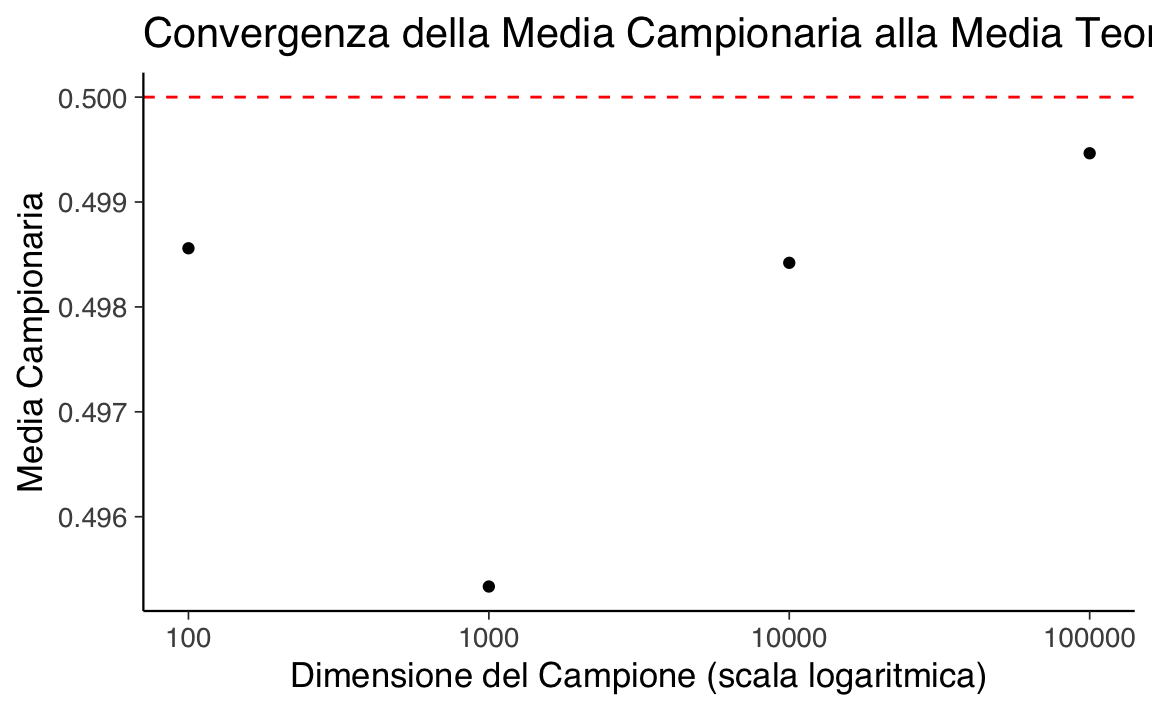 Convergenza della Media Campionaria alla Media Teor
0.500
0.499
0.498
0.497
0.496
Media Campionaria
100 1000 10000 100000
Dimensione del Campione (scala logaritmica)